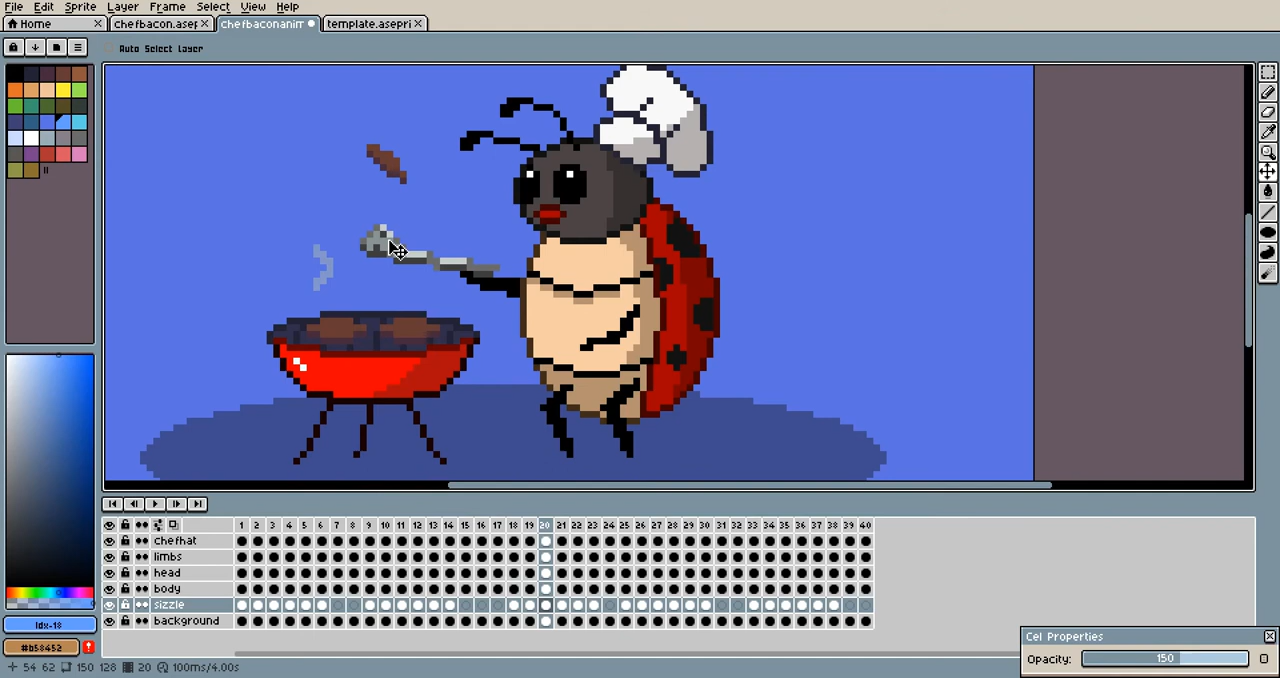 File Edit Sprite Layer Frame Select View Help
Home chefbacon.asep chefbaconanim template.asepri
Auto Select Layer
Idx-18
#b58452
1 2 3 4 5 6 7 8 9 10 11 12 13 14 15 16 17 18 19 20 21 22 23 24 25 26 27 28 29 30 31 32 33 34 35 36 37 38 39 40
chefhat
limbs
head
body
sizzle
background
Cel Properties
Opacity: 150
54 62 150 128 20 100ms/4.00s